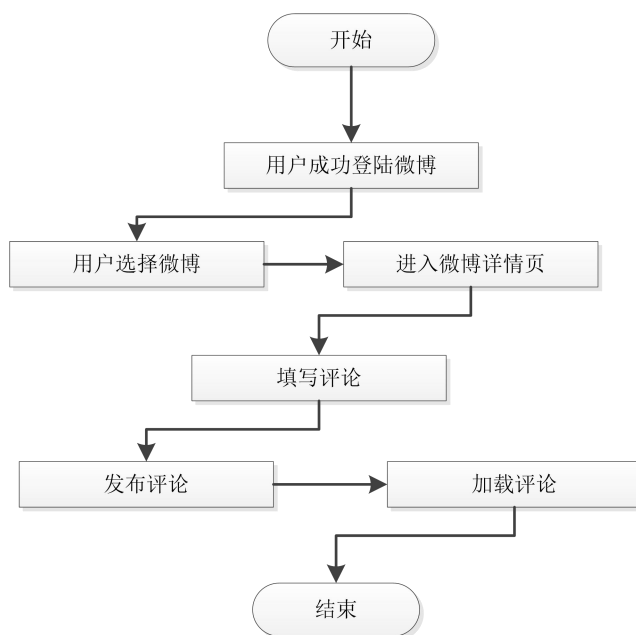 开始
用户成功登陆微博
用户选择微博
进入微博详情页
填写评论
发布评论
加载评论
结束